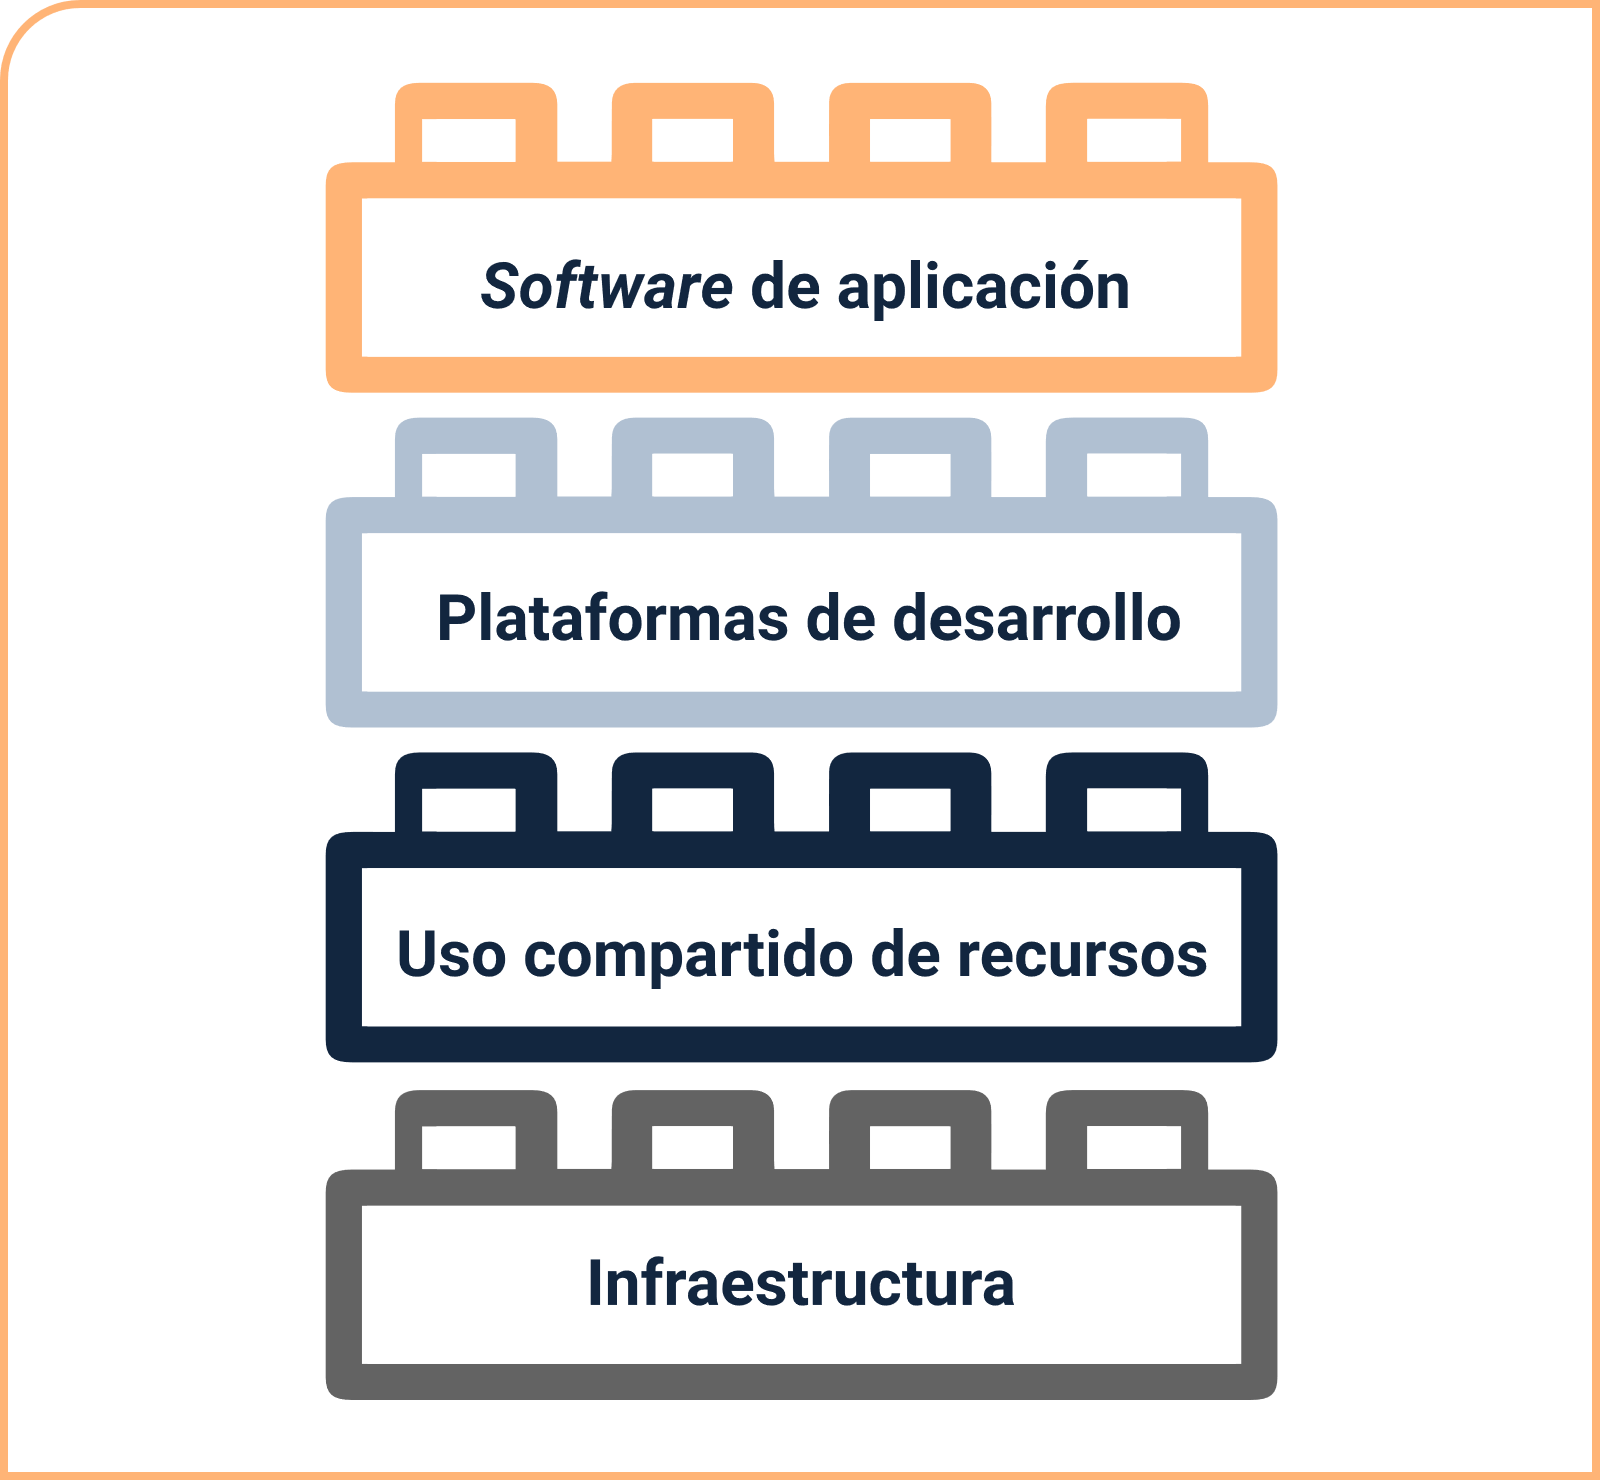 Software de aplicación
Plataformas de desarrollo
Uso compartido de recursos
Infraestructura